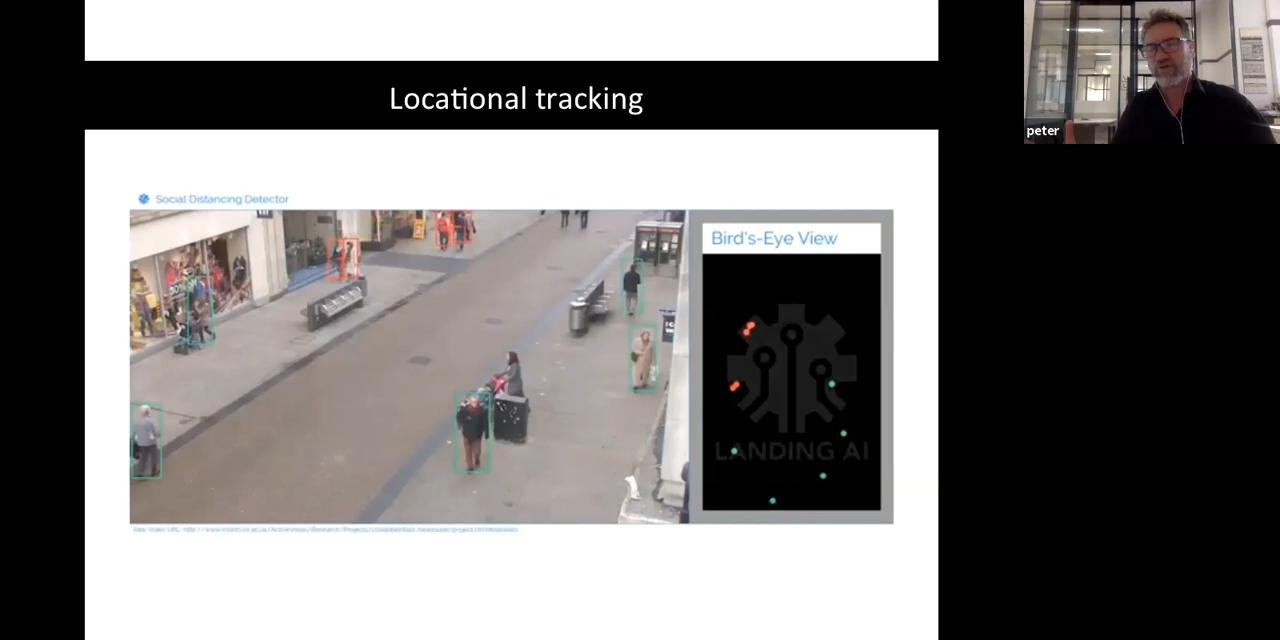 Locational tracking
peter
Social Distancing Detector
Bird's-Eye View
LANDING AI